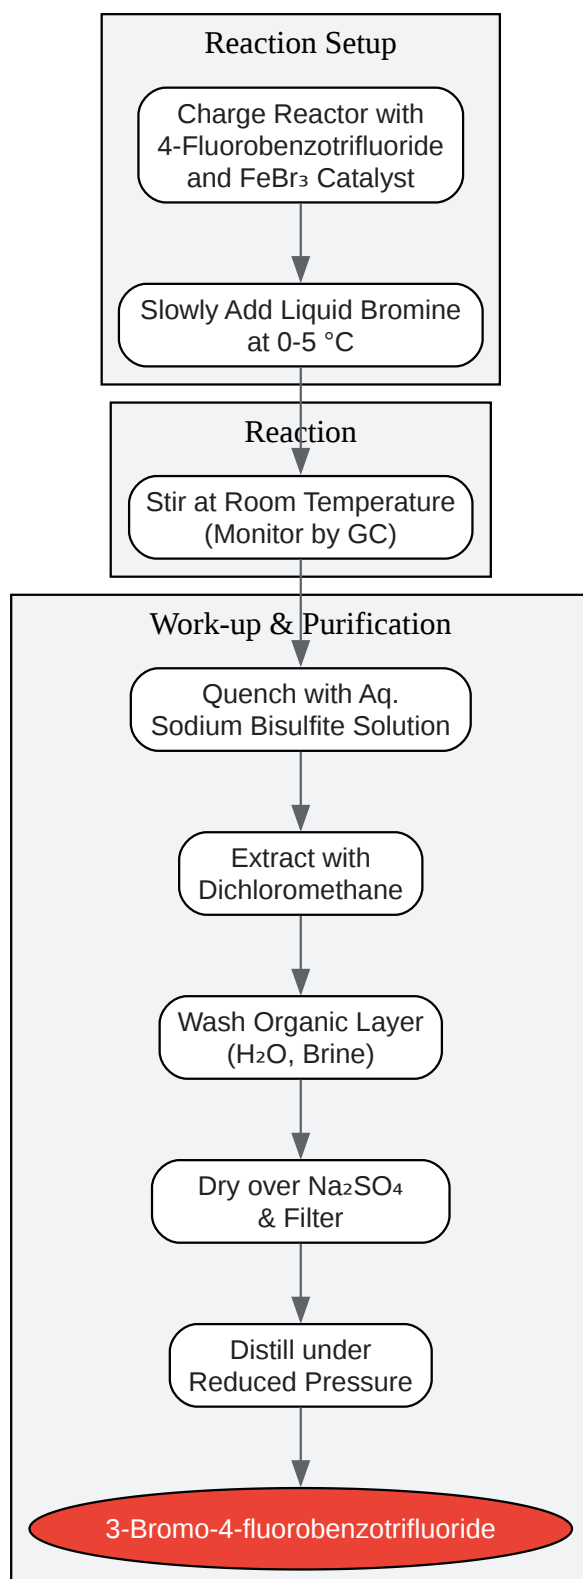 Reaction Setup
Charge Reactor with
4-Fluorobenzotrifluoride
and FeBr₃ Catalyst
Slowly Add Liquid Bromine
at 0-5 °C
Reaction
Stir at Room Temperature
(Monitor by GC)
Work-up & Purification
Quench with Aq.
Sodium Bisulfite Solution
Extract with
Dichloromethane
Wash Organic Layer
(H₂O, Brine)
Dry over Na₂SO₄
& Filter
Distill under
Reduced Pressure
3-Bromo-4-fluorobenzotrifluoride